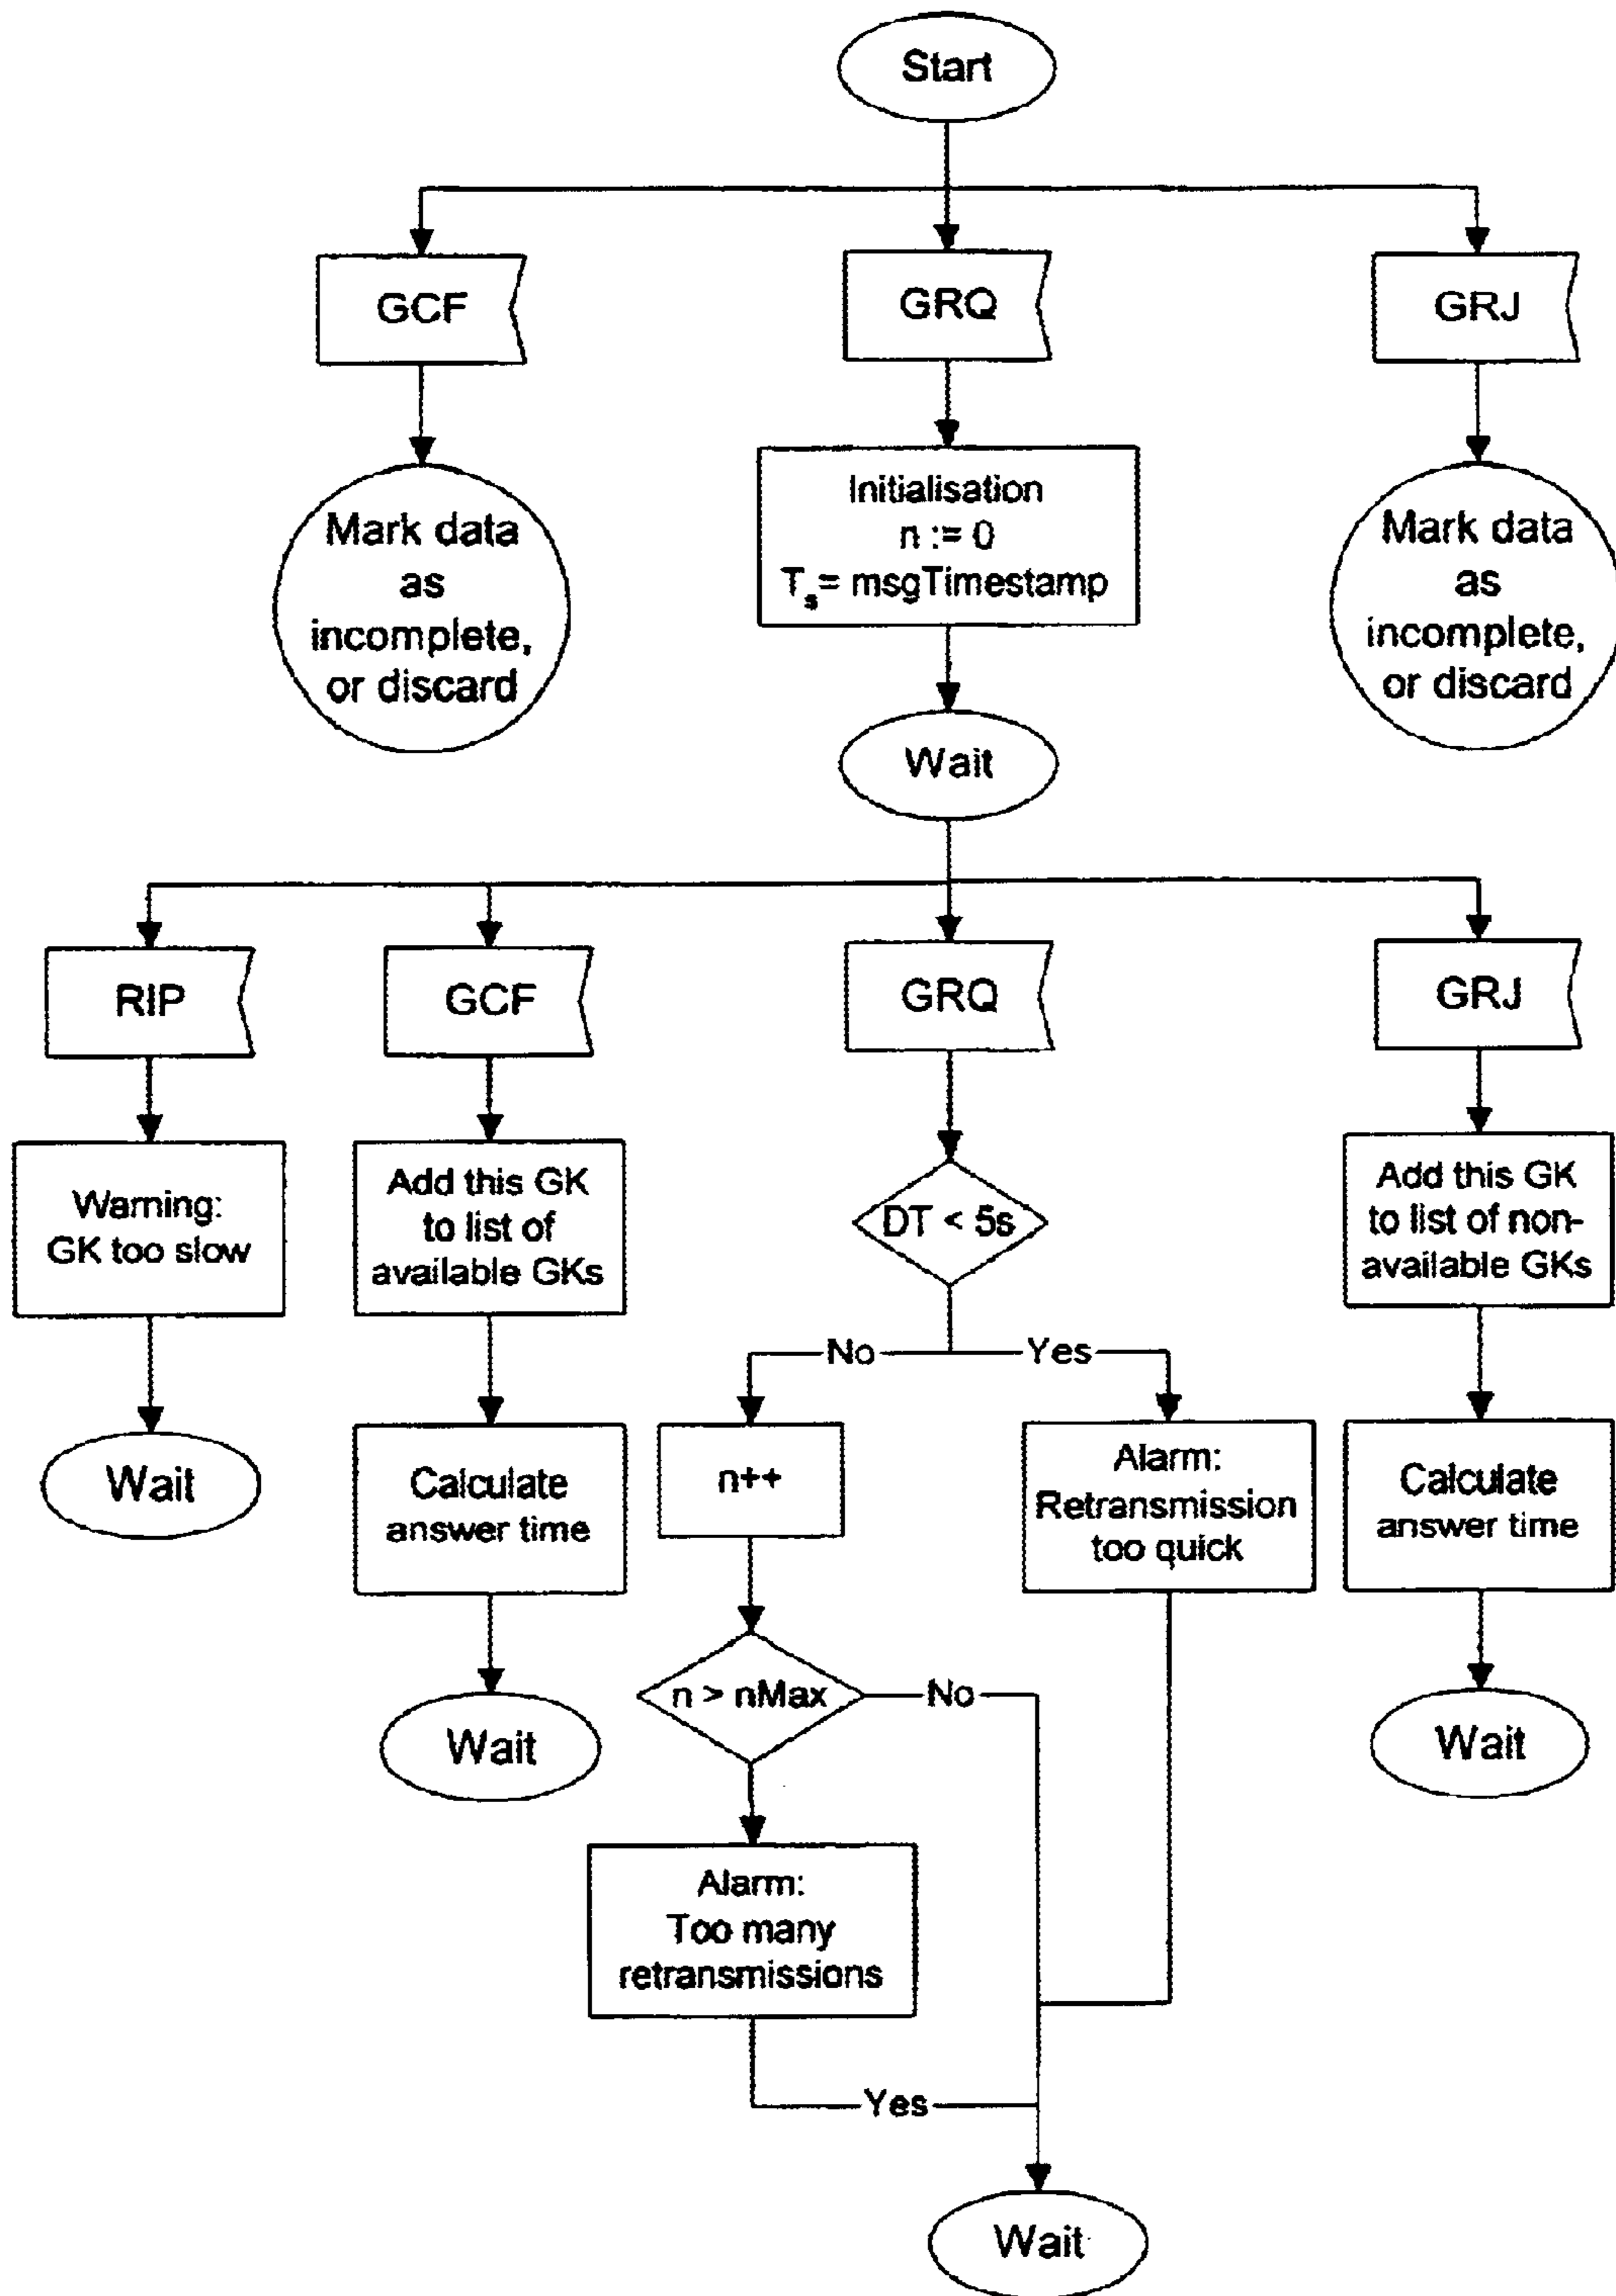 Start
GCF
GRQ
GRJ
Mark data
as
incomplete,
or discard
Initialisation
n := 0
Ts= msgTimestamp
Mark data
as
incomplete,
or discard
Wait
RIP
GCF
GRQ
GRJ
Warning:
GK too slow
Add this GK
to list of
available GKs
DT < 5s
Add this GK
to list of non-
available GKs
No
Yes
Wait
Calculate
answer time
n++
Alarm:
Retransmission
too quick
Calculate
answer time
n > nMax
No
Wait
Wait
Alarm:
Too many
retransmissions
Yes
Wait